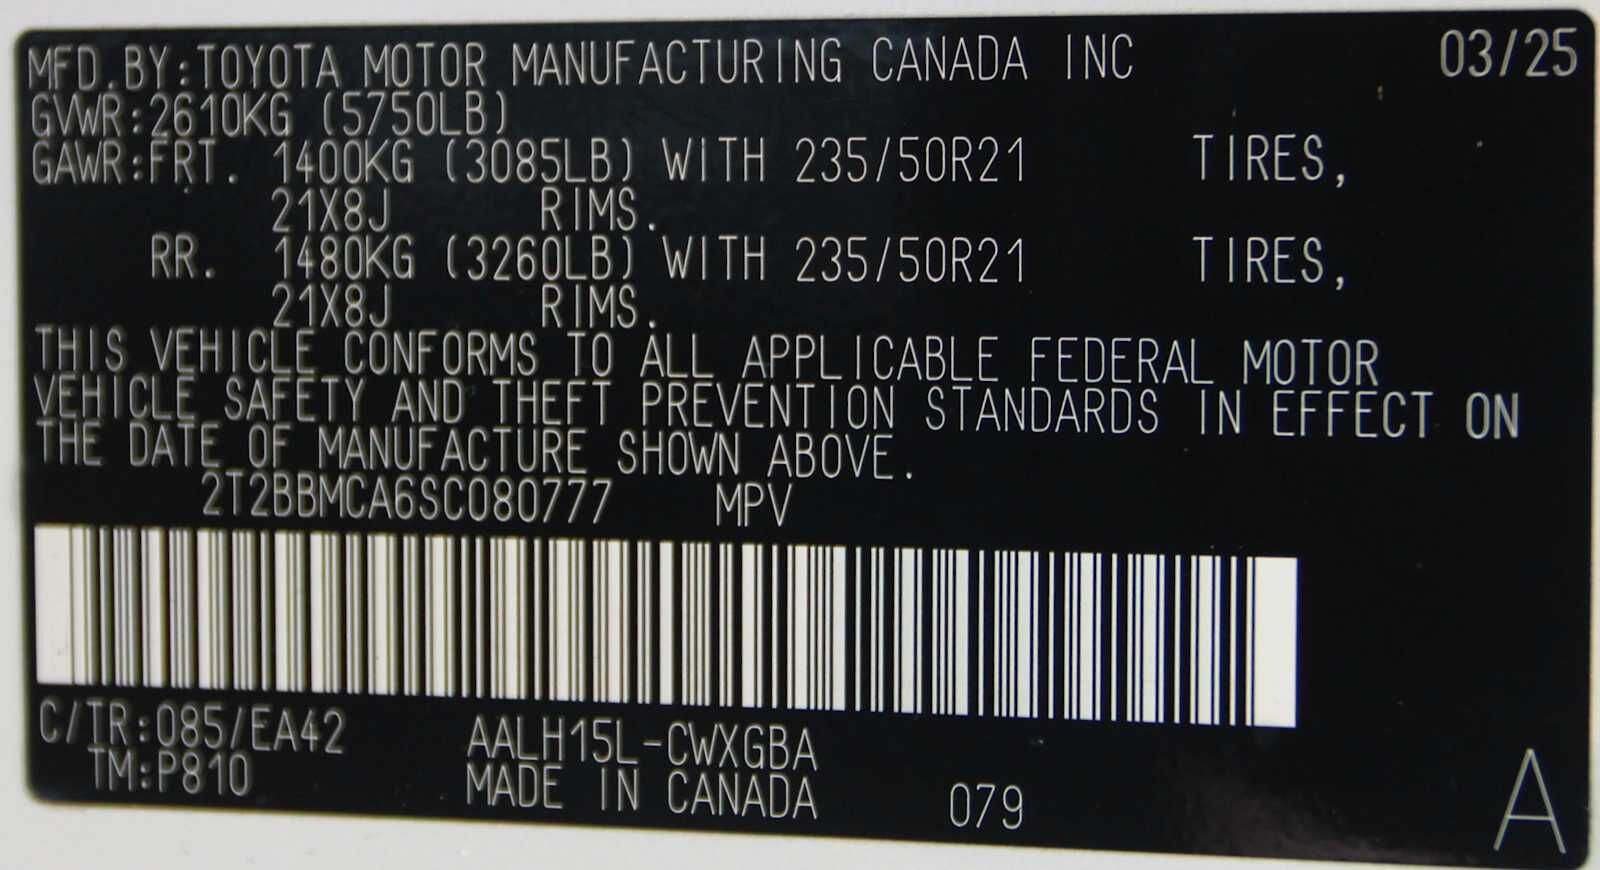 MFD.BY:TOYOTA MOTOR MANUFACTURING CANADA INC 03/25
GVWR:2610KG (5750LB)
GAWR:FRT. 1400KG (3085LB) WITH 235/50R21 TIRES,
21X8J RIMS.
RR. 1480KG (3260LB) WITH 235/50R21 TIRES,
21X8J RIMS.
THIS VEHICLE CONFORMS TO ALL APPLICABLE FEDERAL MOTOR
VEHICLE SAFETY AND THEFT PREVENTION STANDARDS IN EFFECT ON
THE DATE OF MANUFACTURE SHOWN ABOVE.
2T2BBMCA6SC080777 MPV
C/TR:085/EA42 AALH15L-CWXGBA
TM:P810 MADE IN CANADA 079 A